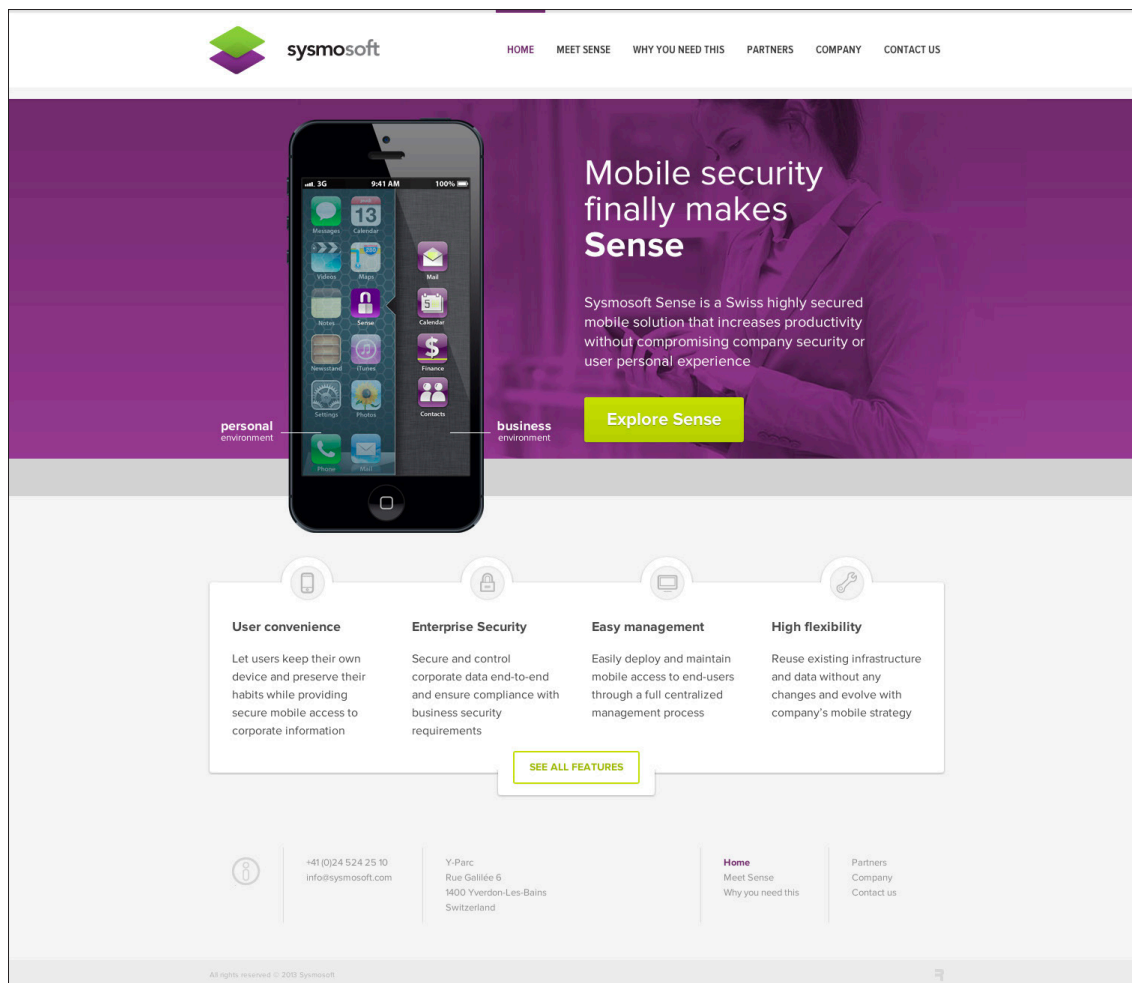 sysmosoft
HOME MEET SENSE WHY YOU NEED THIS PARTNERS COMPANY CONTACT US
3G 9:41 AM 100%
13
Messages Calendar
Videos Maps
Mail
Notes Sense
5
Calendar
Newsstand iTunes
$
Finance
Settings Photos
Contacts
Phone Mail
personal
environment
business
environment
Mobile security
finally makes
Sense
Sysmosoft Sense is a Swiss highly secured
mobile solution that increases productivity
without compromising company security or
user personal experience
Explore Sense
User convenience
Let users keep their own
device and preserve their
habits while providing
secure mobile access to
corporate information
Enterprise Security
Secure and control
corporate data end-to-end
and ensure compliance with
business security
requirements
Easy management
Easily deploy and maintain
mobile access to end-users
through a full centralized
management process
High flexibility
Reuse existing infrastructure
and data without any
changes and evolve with
company's mobile strategy
SEE ALL FEATURES
+41 (0)24 524 25 10
info@sysmosoft.com
Y-Parc
Rue Galilée 6
1400 Yverdon-Les-Bains
Switzerland
Home
Meet Sense
Why you need this
Partners
Company
Contact us
All rights reserved © 2013 Sysmosoft